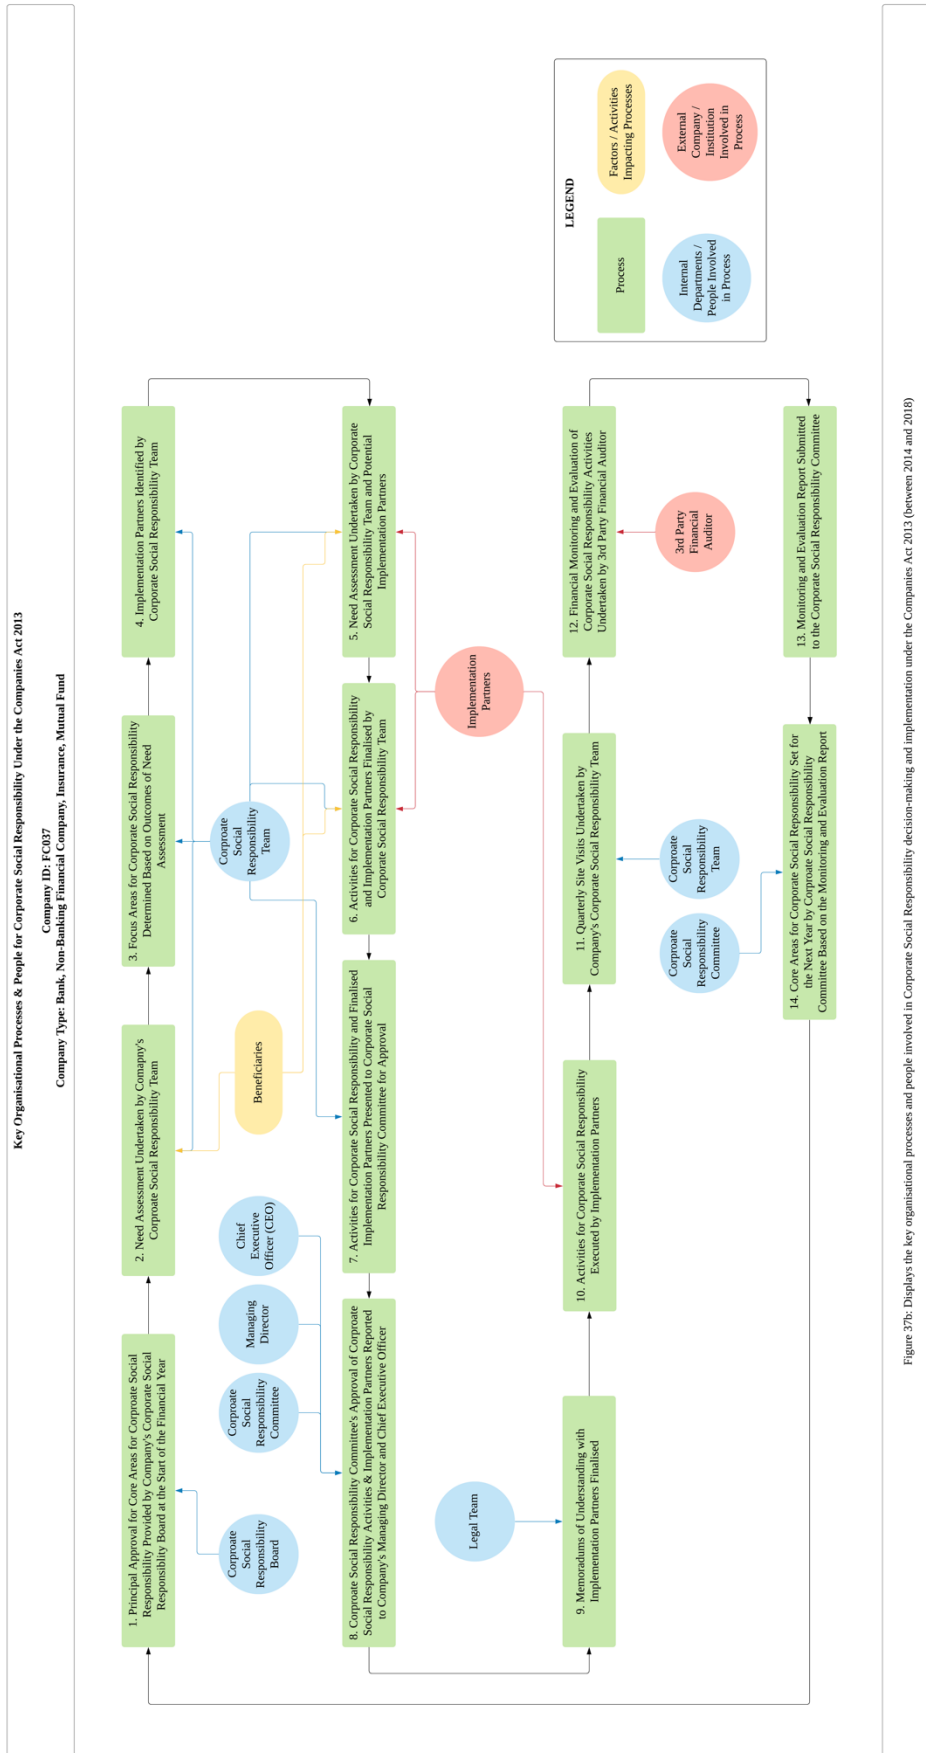 Key Organisational Processes & People for Corporate Social Responsibility Under the Companies Act 2013
Company ID: FC037
Company Type: Bank, Non-Banking Financial Company, Insurance, Mutual Fund
1. Principal Approval for Core Areas for Corproate Social
Responsibility Provided by Company's Corporate Social
Responsiblity Board at the Start of the Financial Year
2. Need Assessment Undertaken by Comapny's
Corproate Social Responsibility Team
3. Focus Areas for Corporate Social Responsibility
Determined Based on Outcomes of Need
Assessment
4. Implementation Partners Identified by
Corporate Social Responsibility Team
Corproate
Social
Responsibility
Board
Corproate
Social
Responsibility
Committee
Managing
Director
Chief
Executive
Officer (CEO)
Beneficiaries
Corproate
Social
Responsibility
Team
8. Corproate Social Responsibility Committee's Approval of Corproate
Social Responsibility Activities & Implementation Partners Reported
to Company's Managing Director and Chief Executive Officer
7. Activities for Corporate Social Responsibility and Finalised
Implementation Partners Presented to Corporate Social
Responsibility Committee for Approval
6. Activities for Corporate Social Responsibility
and Implementation Partners Finalised by
Corporate Social Responsibility Team
5. Need Assessment Undertaken by Corporate
Social Responsibility Team and Potential
Implementation Partners
Legal Team
Implementation
Partners
9. Memoradums of Understanding with
Implementation Partners Finalised
10. Activities for Corporate Social Responsibility
Executed by Implementation Partners
11. Quarterly Site Visits Undertaken by
Company's Corporate Social Responsibility Team
12. Financial Monitoring and Evaluation of
Corporate Social Responsibility Activities
Undertaken by 3rd Party Financial Auditor
Corproate
Social
Responsibility
Committee
Corproate
Social
Responsibility
Team
3rd Party
Financial
Auditor
14. Core Areas for Corporate Social Repsonsibility Set for
the Next Year by Corproate Social Responsibility
Committee Based on the Monitoring and Evaluation Report
13. Monitoring and Evaluation Report Submitted
to the Corporate Social Responsibility Committee
LEGEND
Process
Factors / Activities
Impacting Processes
Internal
Departments /
People Involved
in Process
External
Company /
Institution
Involved in
Process
Figure 37b: Displays the key organisational processes and people involved in Corporate Social Responsibility decision-making and implementation under the Companies Act 2013 (between 2014 and 2018)